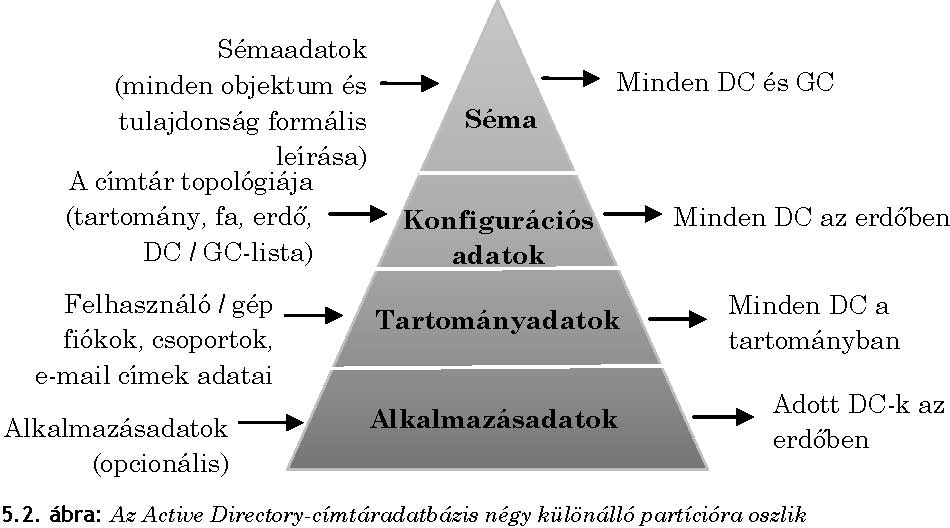 Sémaadatok
(minden objektum és
tulajdonság formális
leírása)
Séma
Minden DC és GC
A címtár topológiája
(tartomány, fa, erdő,
DC / GC-lista)
Konfigurációs
adatok
Minden DC az erdőben
Felhasználó / gép
fiókok, csoportok,
e-mail címek adatai
Tartományadatok
Minden DC a
tartományban
Alkalmazásadatok
(opcionális)
Alkalmazásadatok
Adott DC-k az
erdőben
5.2. ábra: Az Active Directory-címtáradatbázis négy különálló partícióra oszlik